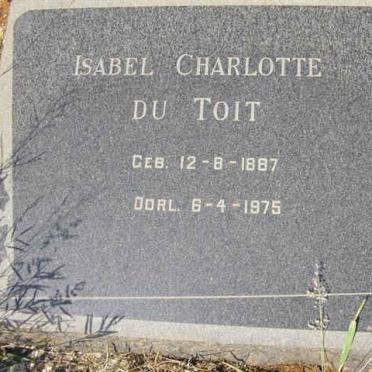 ISABEL CHARLOTTE
DU TOIT
GEB. 12-8-1887
OORL. 6-4-1975